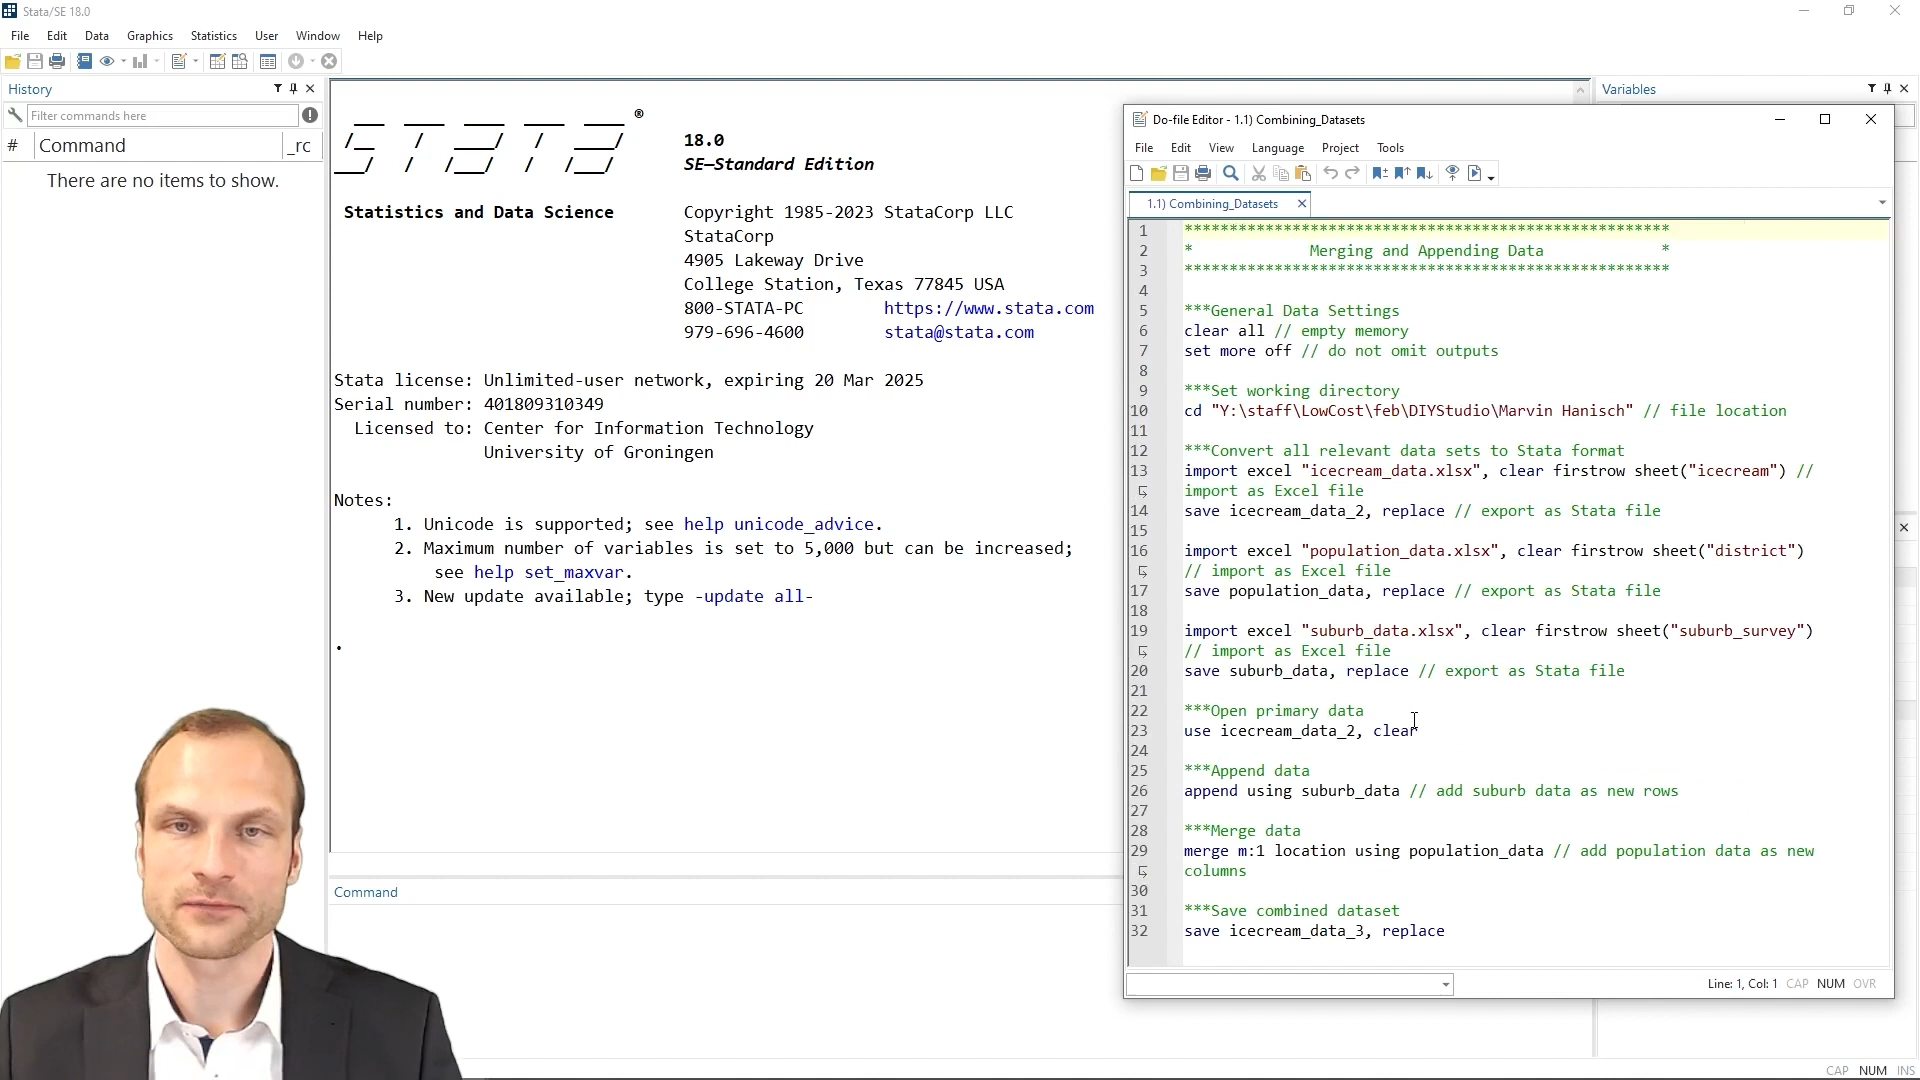 Stata/SE 18.0
File Edit Data Graphics Statistics User Window Help
History
Filter commands here
# Command _rc
There are no items to show.
STATA ®
18.0
SE—Standard Edition
Statistics and Data Science Copyright 1985-2023 StataCorp LLC
StataCorp
4905 Lakeway Drive
College Station, Texas 77845 USA
800-STATA-PC https://www.stata.com
979-696-4600 stata@stata.com
Stata license: Unlimited-user network, expiring 20 Mar 2025
Serial number: 401809310349
Licensed to: Center for Information Technology
University of Groningen
Notes:
1. Unicode is supported; see help unicode_advice.
2. Maximum number of variables is set to 5,000 but can be increased;
see help set_maxvar.
3. New update available; type -update all-
.
Command
Variables
Do-file Editor - 1.1) Combining_Datasets
File Edit View Language Project Tools
1.1) Combining_Datasets
1 ******************************************************
2 * Merging and Appending Data *
3 ******************************************************
4
5 ***General Data Settings
6 clear all // empty memory
7 set more off // do not omit outputs
8
9 ***Set working directory
10 cd "Y:\staff\LowCost\feb\DIYStudio\Marvin Hanisch" // file location
11
12 ***Convert all relevant data sets to Stata format
13 import excel "icecream_data.xlsx", clear firstrow sheet("icecream") //
import as Excel file
14 save icecream_data_2, replace // export as Stata file
15
16 import excel "population_data.xlsx", clear firstrow sheet("district")
// import as Excel file
17 save population_data, replace // export as Stata file
18
19 import excel "suburb_data.xlsx", clear firstrow sheet("suburb_survey")
// import as Excel file
20 save suburb_data, replace // export as Stata file
21
22 ***Open primary data
23 use icecream_data_2, clear
24
25 ***Append data
26 append using suburb_data // add suburb data as new rows
27
28 ***Merge data
29 merge m:1 location using population_data // add population data as new
columns
30
31 ***Save combined dataset
32 save icecream_data_3, replace
Line: 1, Col: 1 CAP NUM OVR
CAP NUM INS